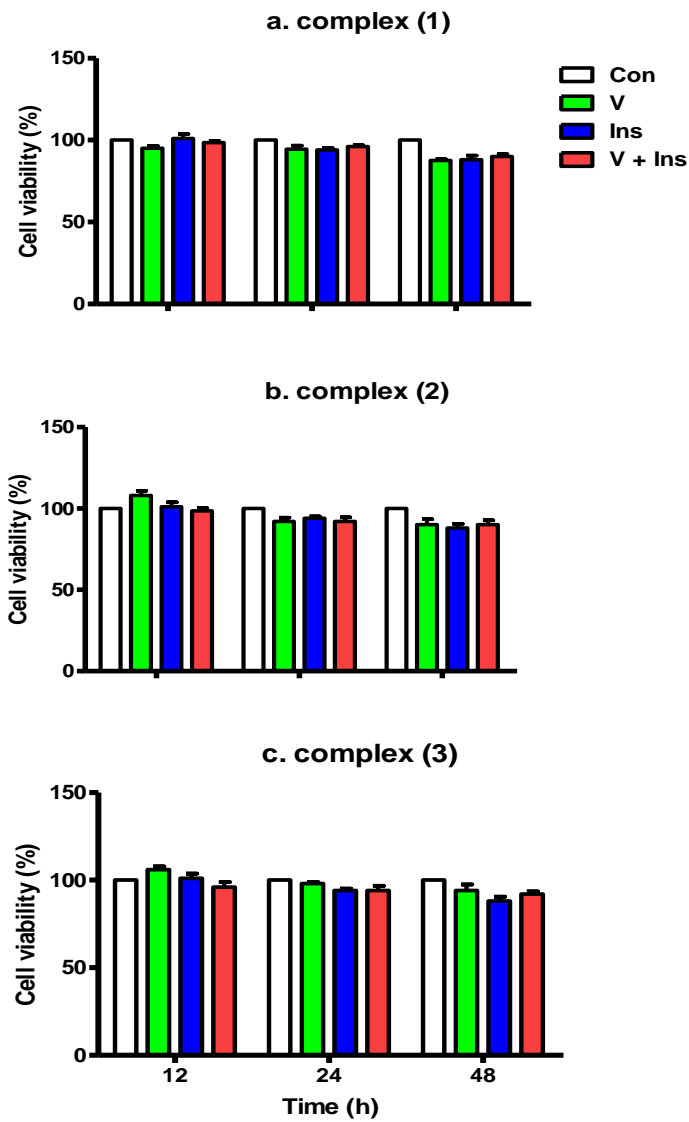 a. complex (1)
Cell viability (%)
150
100
50
0
Con
V
Ins
V + Ins
b. complex (2)
Cell viability (%)
150
100
50
0
c. complex (3)
Cell viability (%)
150
100
50
0
12 24 48
Time (h)